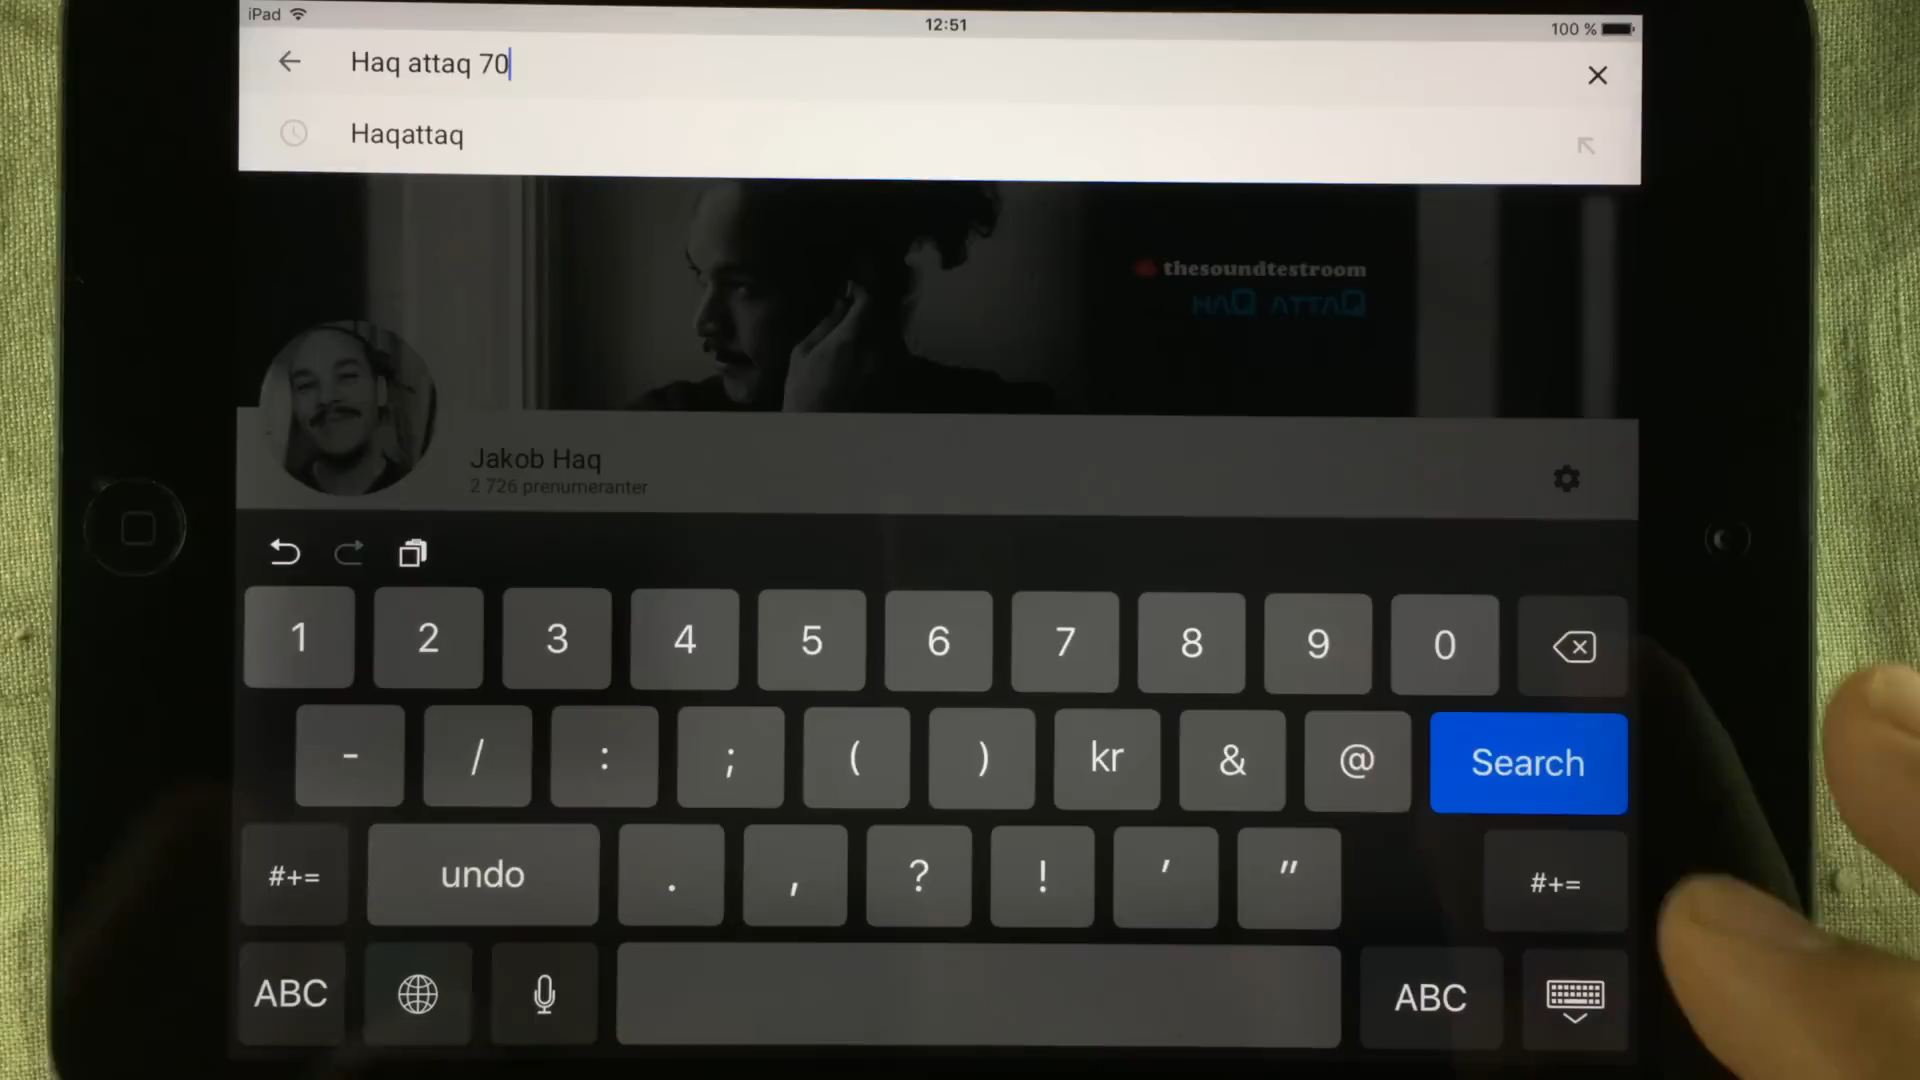 iPad 12:51 100 %
Haq attaq 70
Haqattaq
thesoundtestroom
HAQ ATTAQ
Jakob Haq
2 726 prenumeranter
1 2 3 4 5 6 7 8 9 0
- / : ; ( ) kr & @ Search
#+= undo . , ? ! ' " #+=
ABC ABC